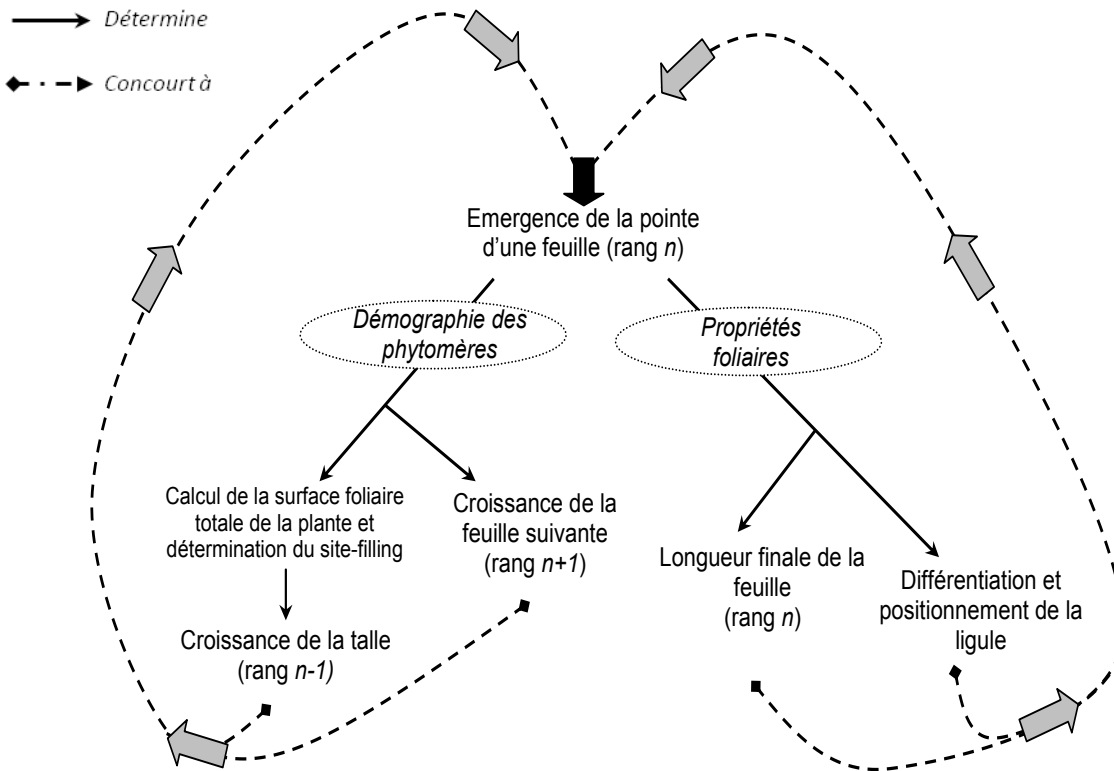 Détermine
Concourt à
Emergence de la pointe
d'une feuille (rang n)
Démographie des
phytomères
Propriétés
foliaires
Calcul de la surface foliaire
totale de la plante et
détermination du site-filling
Croissance de la
feuille suivante
(rang n+1)
Croissance de la talle
(rang n-1)
Longueur finale de la
feuille
(rang n)
Différentiation et
positionnement de la
ligule